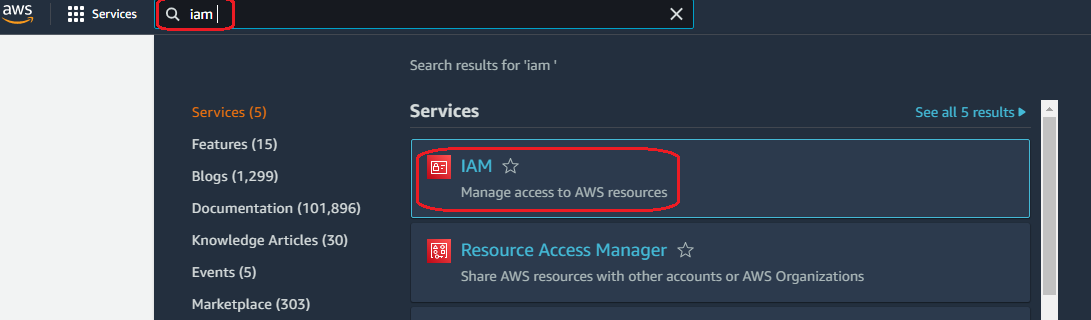 aws
Services
iam
Search results for 'iam '
Services (5)
Features (15)
Blogs (1,299)
Documentation (101,896)
Knowledge Articles (30)
Events (5)
Marketplace (303)
Services
See all 5 results
IAM
Manage access to AWS resources
Resource Access Manager
Share AWS resources with other accounts or AWS Organizations